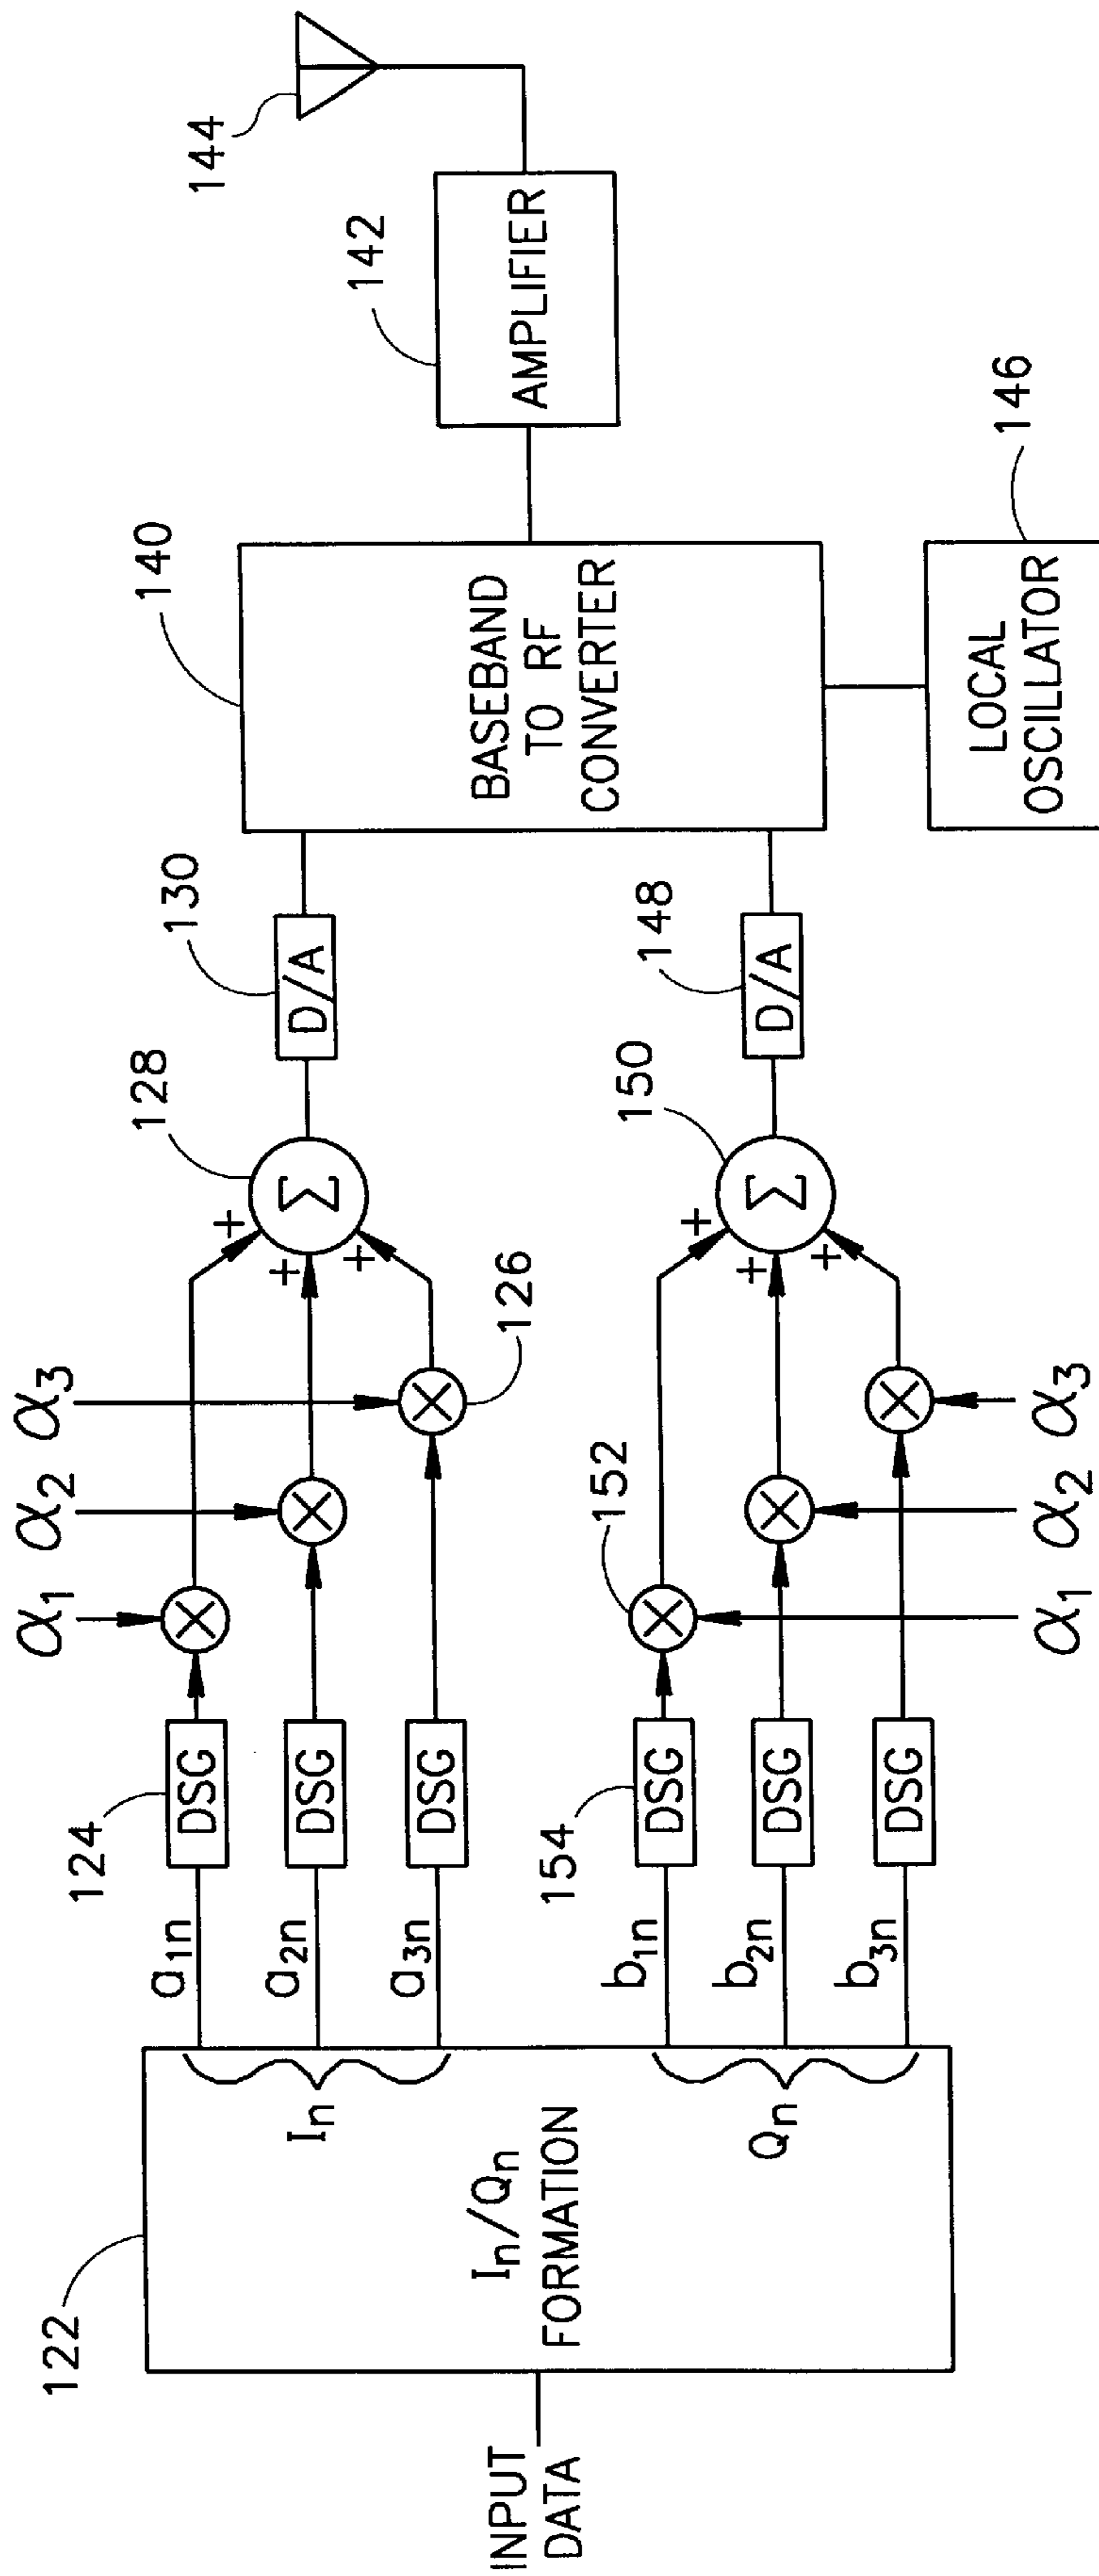 144
142
AMPLIFIER
140
BASEBAND
TO RF
CONVERTER
146
LOCAL
OSCILLATOR
130
D/A
148
D/A
128
Σ
+
+
+
150
Σ
+
+
+
126
152
α1
α2
α3
α1
α2
α3
124
DSG
DSG
DSG
154
DSG
DSG
DSG
a1n
a2n
a3n
b1n
b2n
b3n
122
In
In/Qn
FORMATION
Qn
INPUT
DATA